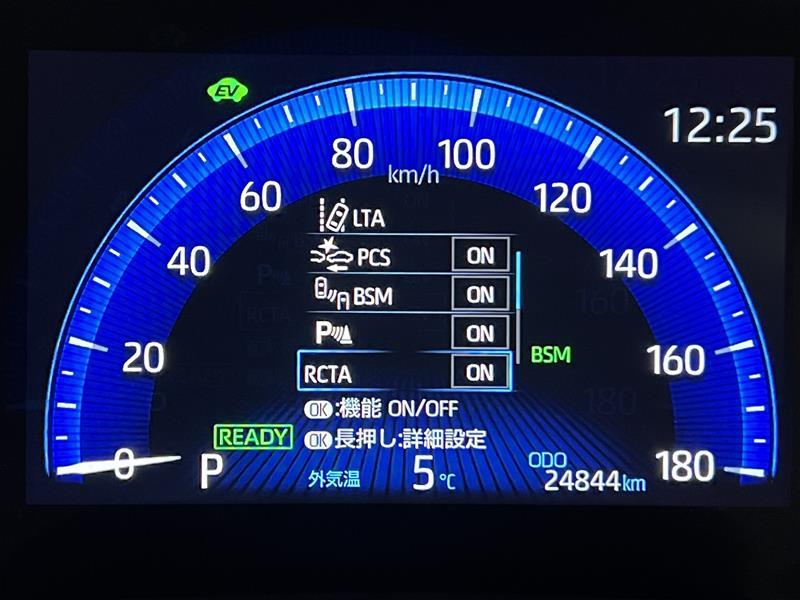 EV
12:25
80
100
km/h
60
120
LTA
40
PCS ON
140
BSM ON
P ON
20
BSM
160
RCTA ON
OK:機能 ON/OFF
READY
OK長押し:詳細設定
0
P
外気温 5℃
ODO
24844km
180